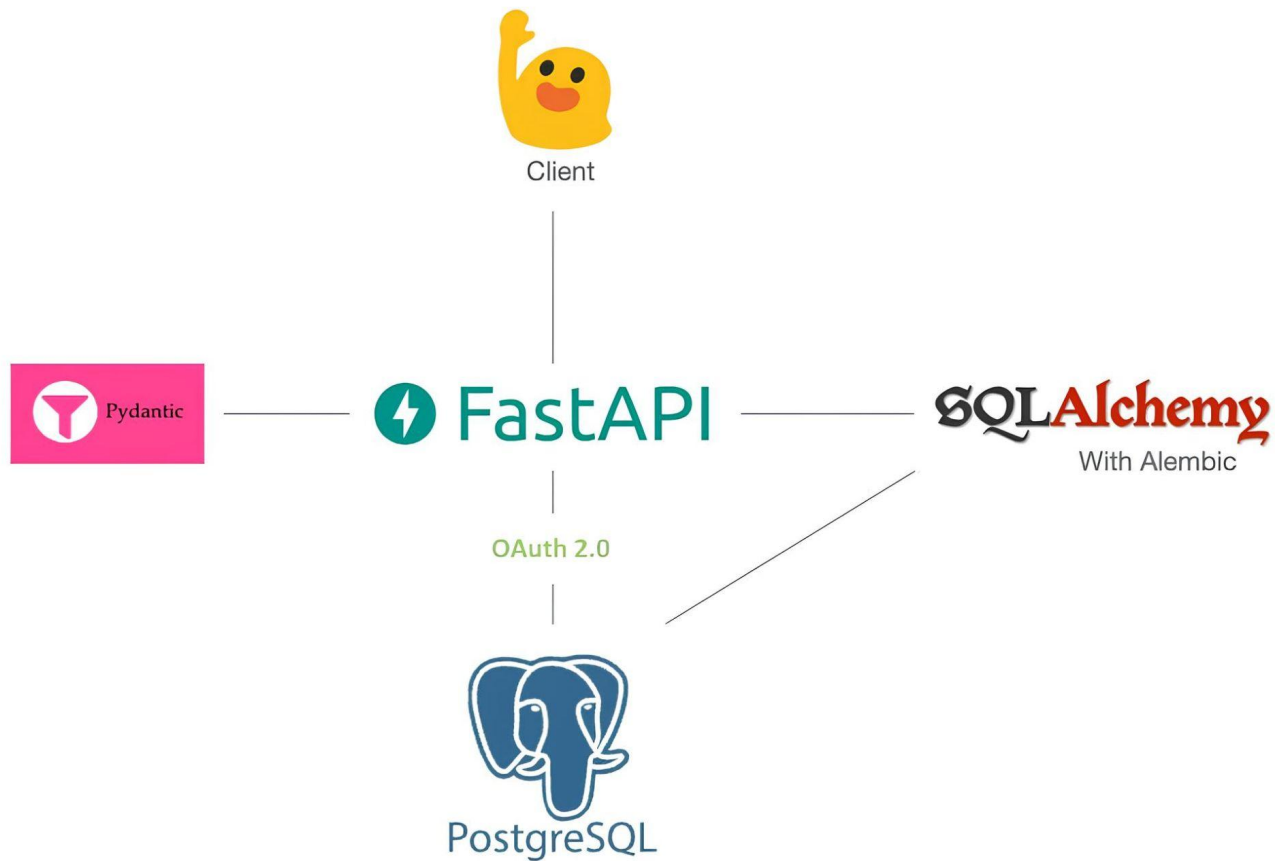 Client
Pydantic
FastAPI
SQLAlchemy
With Alembic
OAuth 2.0
PostgreSQL